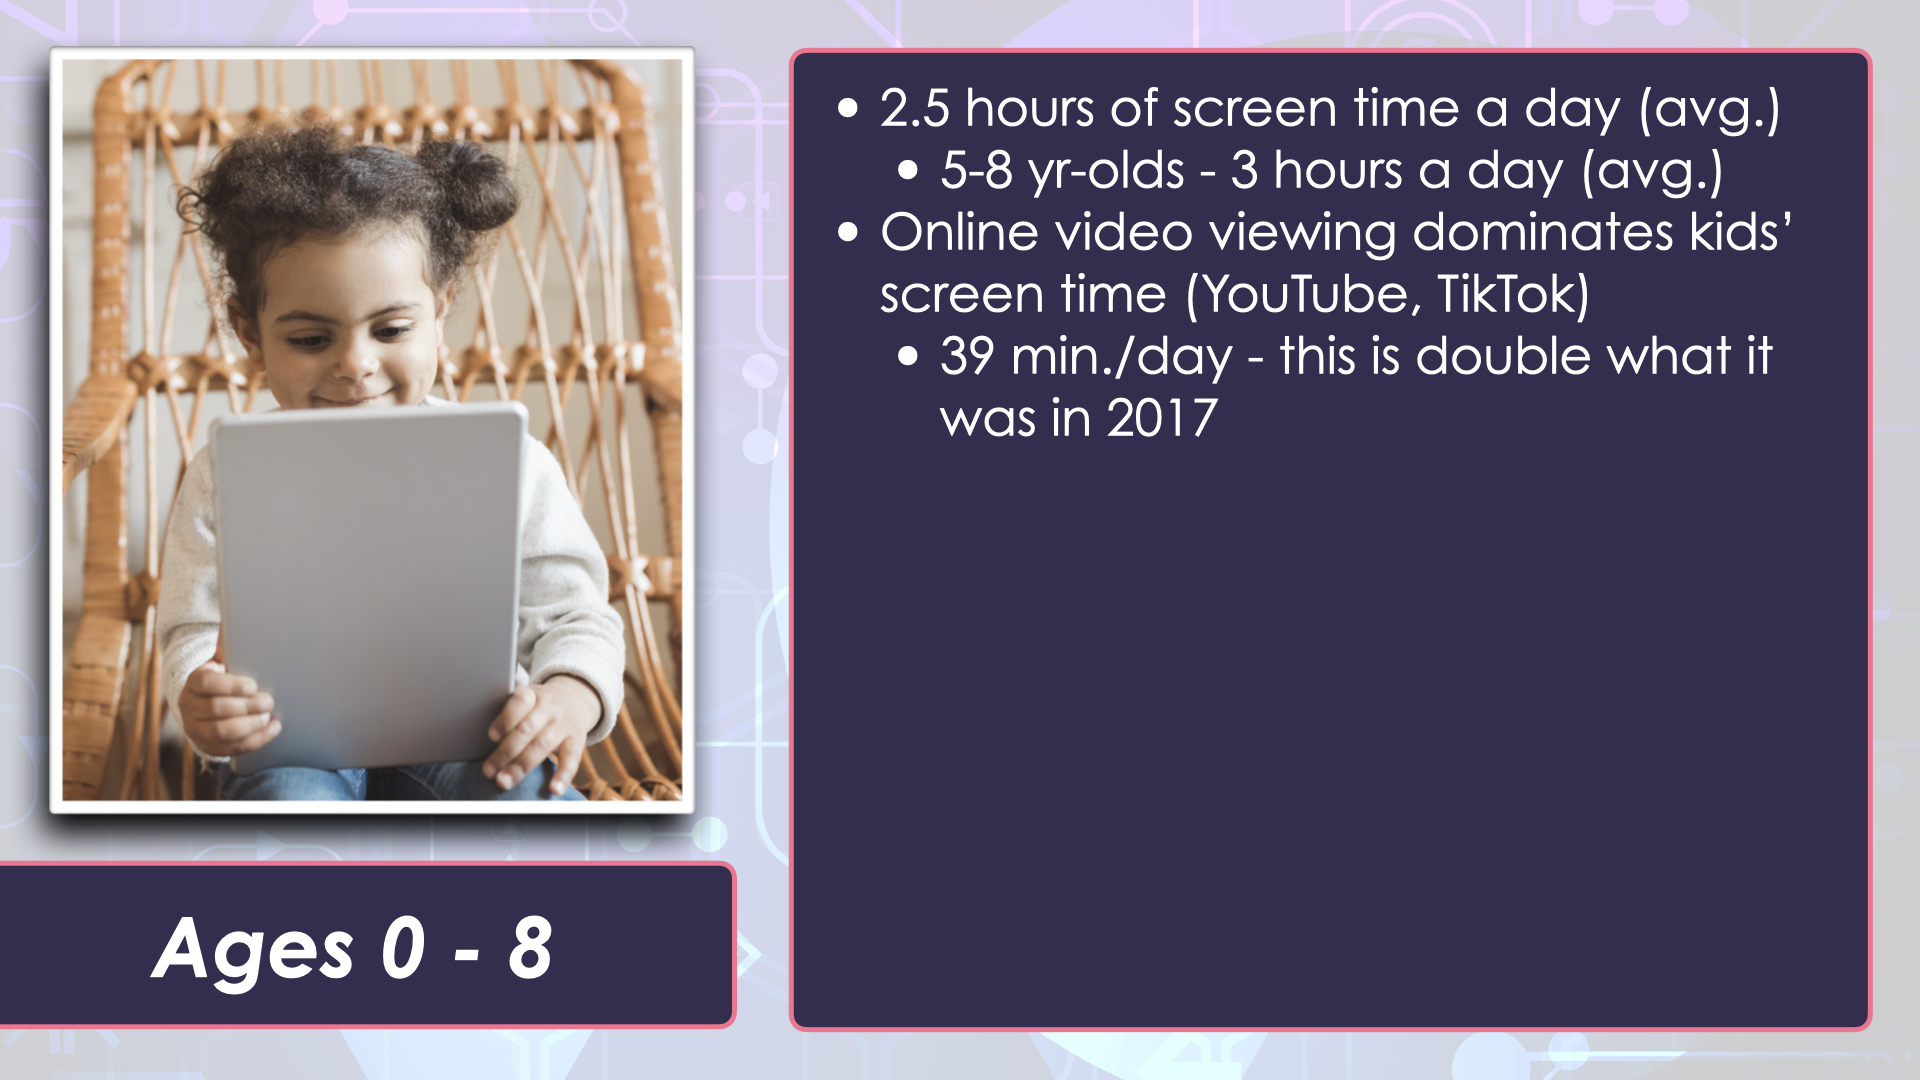 • 2.5 hours of screen time a day (avg.)
• 5-8 yr-olds - 3 hours a day (avg.)
• Online video viewing dominates kids’
screen time (YouTube, TikTok)
• 39 min./day - this is double what it
was in 2017
Ages 0 - 8